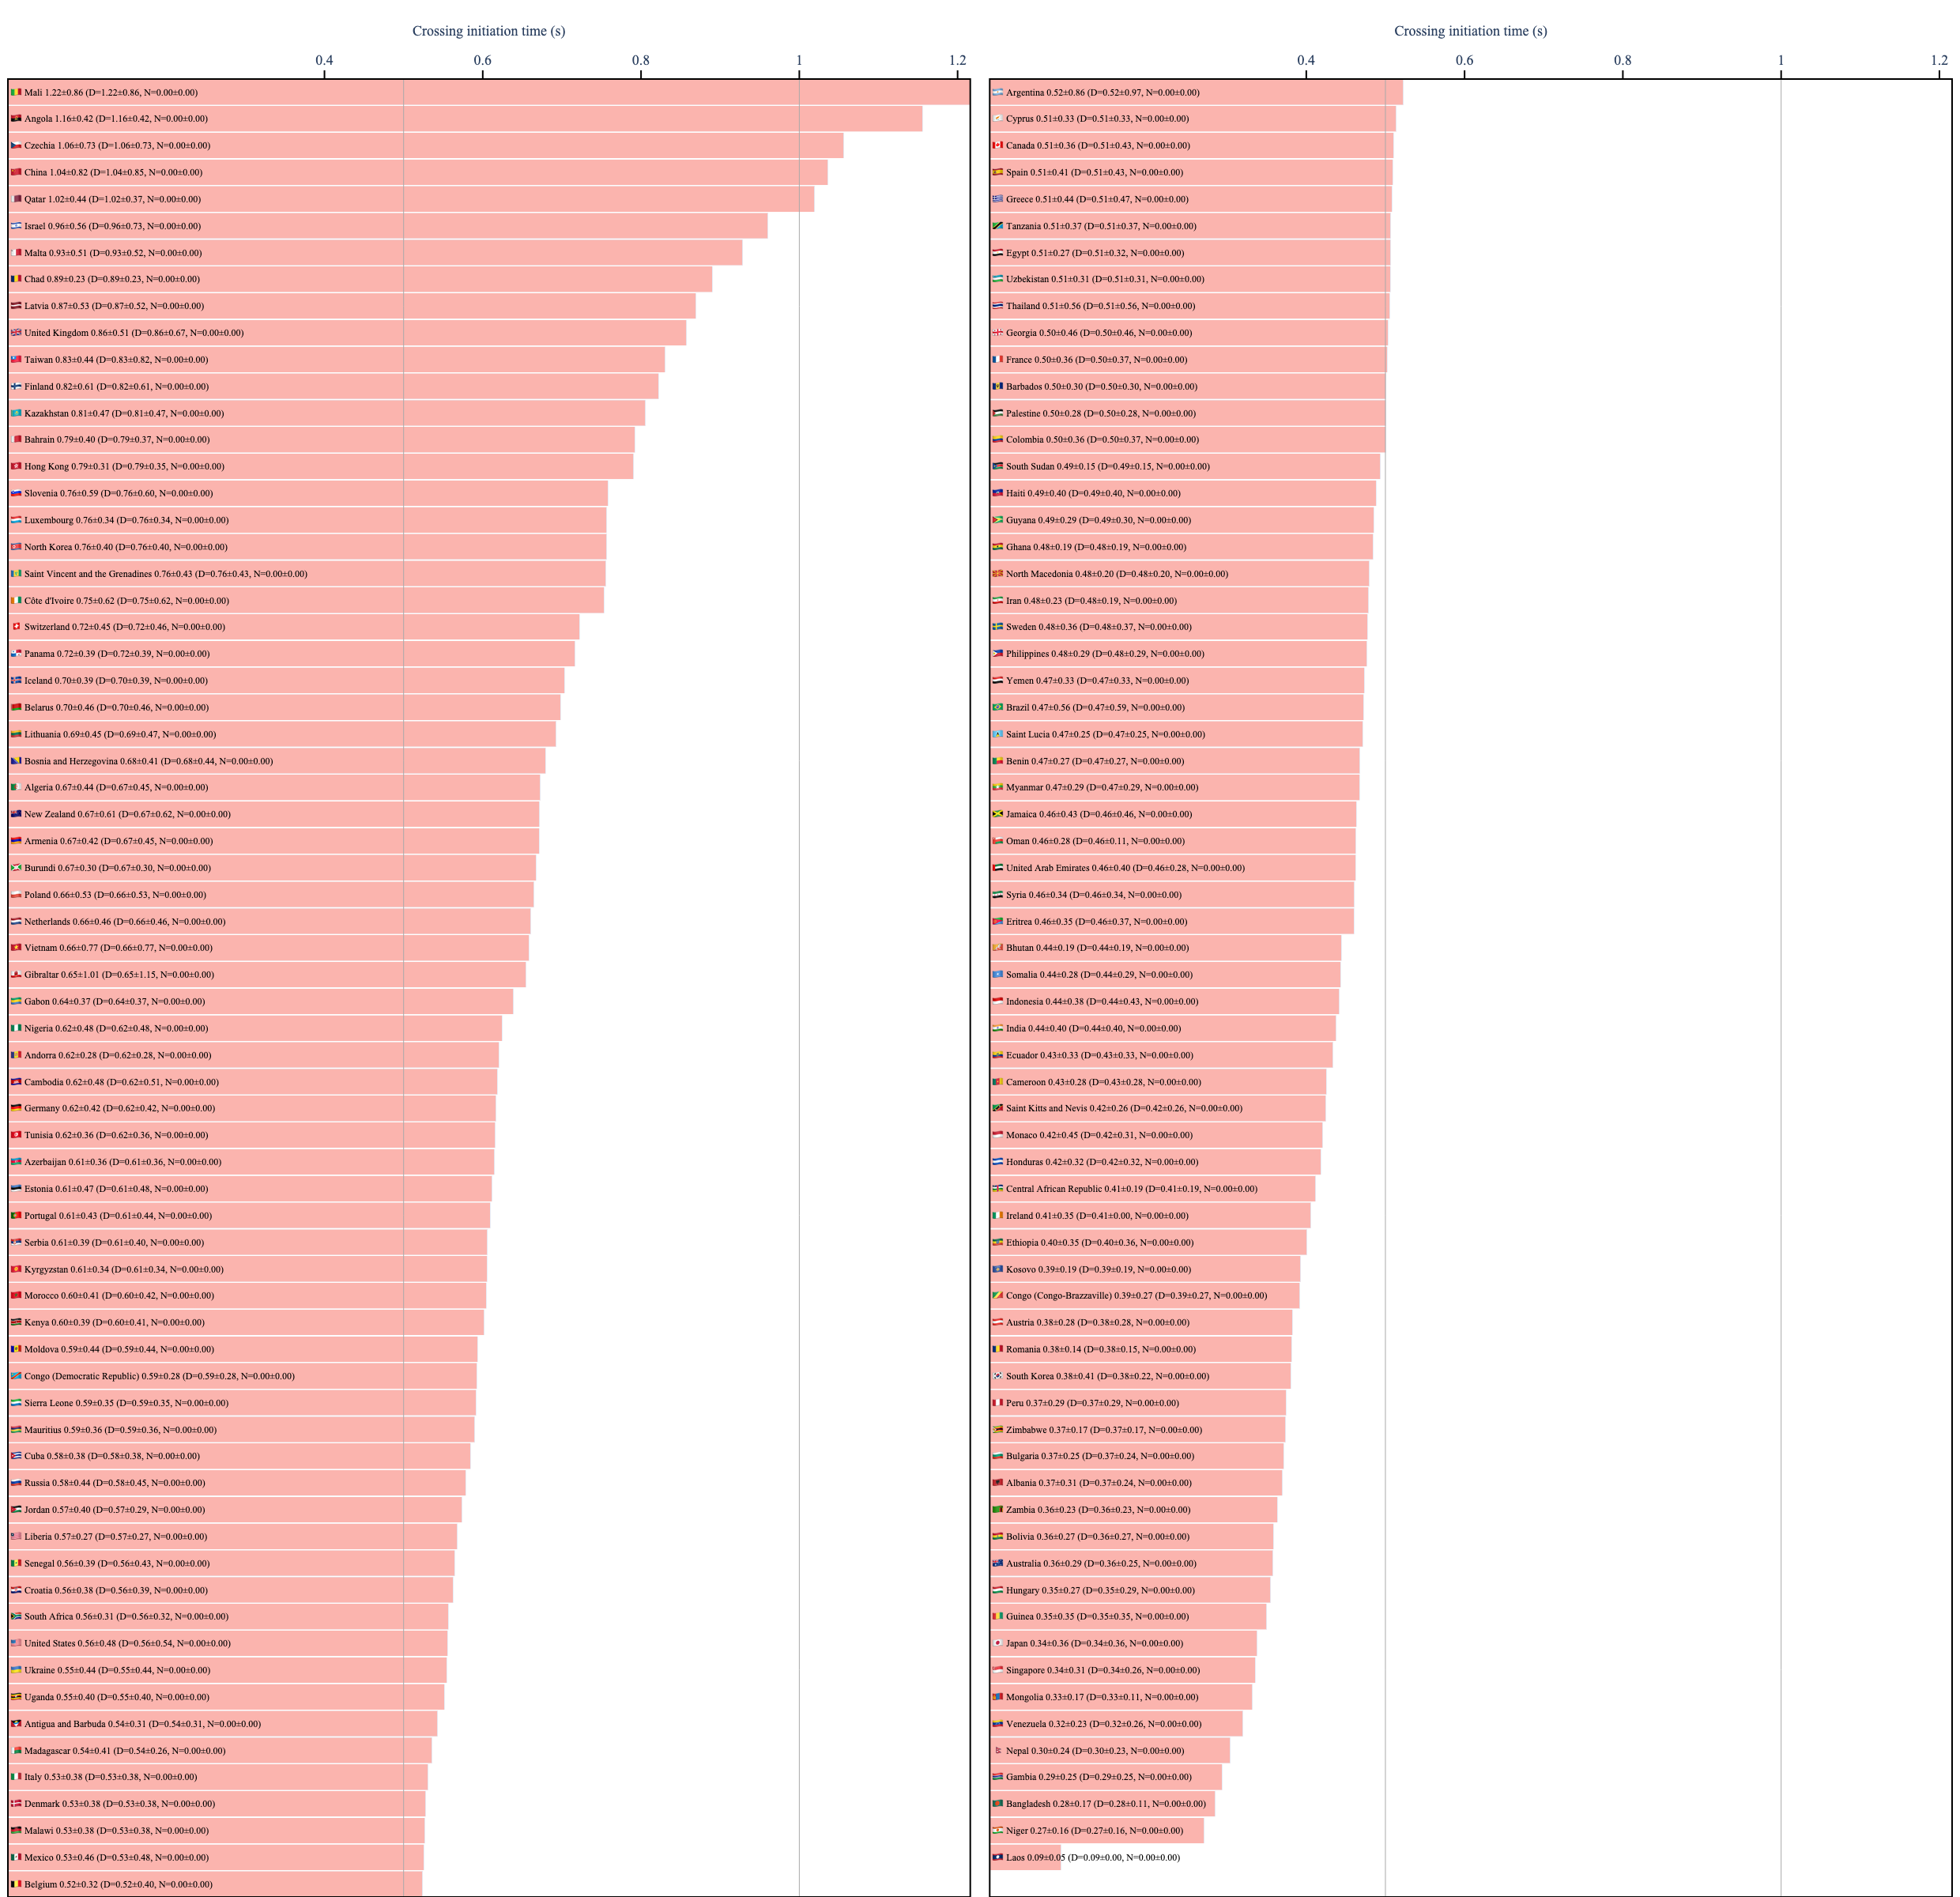 Crossing initiation time (s)
0.4 0.6 0.8 1 1.2
Mali 1.22±0.86 (D=1.22±0.86, N=0.00±0.00)
Angola 1.16±0.42 (D=1.16±0.42, N=0.00±0.00)
Czechia 1.06±0.73 (D=1.06±0.73, N=0.00±0.00)
China 1.04±0.82 (D=1.04±0.85, N=0.00±0.00)
Qatar 1.02±0.44 (D=1.02±0.37, N=0.00±0.00)
Israel 0.96±0.56 (D=0.96±0.73, N=0.00±0.00)
Malta 0.93±0.51 (D=0.93±0.52, N=0.00±0.00)
Chad 0.89±0.23 (D=0.89±0.23, N=0.00±0.00)
Latvia 0.87±0.53 (D=0.87±0.52, N=0.00±0.00)
United Kingdom 0.86±0.51 (D=0.86±0.67, N=0.00±0.00)
Taiwan 0.83±0.44 (D=0.83±0.82, N=0.00±0.00)
Finland 0.82±0.61 (D=0.82±0.61, N=0.00±0.00)
Kazakhstan 0.81±0.47 (D=0.81±0.47, N=0.00±0.00)
Bahrain 0.79±0.40 (D=0.79±0.37, N=0.00±0.00)
Hong Kong 0.79±0.31 (D=0.79±0.35, N=0.00±0.00)
Slovenia 0.76±0.59 (D=0.76±0.60, N=0.00±0.00)
Luxembourg 0.76±0.34 (D=0.76±0.34, N=0.00±0.00)
North Korea 0.76±0.40 (D=0.76±0.40, N=0.00±0.00)
Saint Vincent and the Grenadines 0.76±0.43 (D=0.76±0.43, N=0.00±0.00)
Côte d'Ivoire 0.75±0.62 (D=0.75±0.62, N=0.00±0.00)
Switzerland 0.72±0.45 (D=0.72±0.46, N=0.00±0.00)
Panama 0.72±0.39 (D=0.72±0.39, N=0.00±0.00)
Iceland 0.70±0.39 (D=0.70±0.39, N=0.00±0.00)
Belarus 0.70±0.46 (D=0.70±0.46, N=0.00±0.00)
Lithuania 0.69±0.45 (D=0.69±0.47, N=0.00±0.00)
Bosnia and Herzegovina 0.68±0.41 (D=0.68±0.44, N=0.00±0.00)
Algeria 0.67±0.44 (D=0.67±0.45, N=0.00±0.00)
New Zealand 0.67±0.61 (D=0.67±0.62, N=0.00±0.00)
Armenia 0.67±0.42 (D=0.67±0.45, N=0.00±0.00)
Burundi 0.67±0.30 (D=0.67±0.30, N=0.00±0.00)
Poland 0.66±0.53 (D=0.66±0.53, N=0.00±0.00)
Netherlands 0.66±0.46 (D=0.66±0.46, N=0.00±0.00)
Vietnam 0.66±0.77 (D=0.66±0.77, N=0.00±0.00)
Gibraltar 0.65±1.01 (D=0.65±1.15, N=0.00±0.00)
Gabon 0.64±0.37 (D=0.64±0.37, N=0.00±0.00)
Nigeria 0.62±0.48 (D=0.62±0.48, N=0.00±0.00)
Andorra 0.62±0.28 (D=0.62±0.28, N=0.00±0.00)
Cambodia 0.62±0.48 (D=0.62±0.51, N=0.00±0.00)
Germany 0.62±0.42 (D=0.62±0.42, N=0.00±0.00)
Tunisia 0.62±0.36 (D=0.62±0.36, N=0.00±0.00)
Azerbaijan 0.61±0.36 (D=0.61±0.36, N=0.00±0.00)
Estonia 0.61±0.47 (D=0.61±0.48, N=0.00±0.00)
Portugal 0.61±0.43 (D=0.61±0.44, N=0.00±0.00)
Serbia 0.61±0.39 (D=0.61±0.40, N=0.00±0.00)
Kyrgyzstan 0.61±0.34 (D=0.61±0.34, N=0.00±0.00)
Morocco 0.60±0.41 (D=0.60±0.42, N=0.00±0.00)
Kenya 0.60±0.39 (D=0.60±0.41, N=0.00±0.00)
Moldova 0.59±0.44 (D=0.59±0.44, N=0.00±0.00)
Congo (Democratic Republic) 0.59±0.28 (D=0.59±0.28, N=0.00±0.00)
Sierra Leone 0.59±0.35 (D=0.59±0.35, N=0.00±0.00)
Mauritius 0.59±0.36 (D=0.59±0.36, N=0.00±0.00)
Cuba 0.58±0.38 (D=0.58±0.38, N=0.00±0.00)
Russia 0.58±0.44 (D=0.58±0.45, N=0.00±0.00)
Jordan 0.57±0.40 (D=0.57±0.29, N=0.00±0.00)
Liberia 0.57±0.27 (D=0.57±0.27, N=0.00±0.00)
Senegal 0.56±0.39 (D=0.56±0.43, N=0.00±0.00)
Croatia 0.56±0.38 (D=0.56±0.39, N=0.00±0.00)
South Africa 0.56±0.31 (D=0.56±0.32, N=0.00±0.00)
United States 0.56±0.48 (D=0.56±0.54, N=0.00±0.00)
Ukraine 0.55±0.44 (D=0.55±0.44, N=0.00±0.00)
Uganda 0.55±0.40 (D=0.55±0.40, N=0.00±0.00)
Antigua and Barbuda 0.54±0.31 (D=0.54±0.31, N=0.00±0.00)
Madagascar 0.54±0.41 (D=0.54±0.26, N=0.00±0.00)
Italy 0.53±0.38 (D=0.53±0.38, N=0.00±0.00)
Denmark 0.53±0.38 (D=0.53±0.38, N=0.00±0.00)
Malawi 0.53±0.38 (D=0.53±0.38, N=0.00±0.00)
Mexico 0.53±0.46 (D=0.53±0.48, N=0.00±0.00)
Belgium 0.52±0.32 (D=0.52±0.40, N=0.00±0.00)
Crossing initiation time (s)
0.4 0.6 0.8 1 1.2
Argentina 0.52±0.86 (D=0.52±0.97, N=0.00±0.00)
Cyprus 0.51±0.33 (D=0.51±0.33, N=0.00±0.00)
Canada 0.51±0.36 (D=0.51±0.43, N=0.00±0.00)
Spain 0.51±0.41 (D=0.51±0.43, N=0.00±0.00)
Greece 0.51±0.44 (D=0.51±0.47, N=0.00±0.00)
Tanzania 0.51±0.37 (D=0.51±0.37, N=0.00±0.00)
Egypt 0.51±0.27 (D=0.51±0.32, N=0.00±0.00)
Uzbekistan 0.51±0.31 (D=0.51±0.31, N=0.00±0.00)
Thailand 0.51±0.56 (D=0.51±0.56, N=0.00±0.00)
Georgia 0.50±0.46 (D=0.50±0.46, N=0.00±0.00)
France 0.50±0.36 (D=0.50±0.37, N=0.00±0.00)
Barbados 0.50±0.30 (D=0.50±0.30, N=0.00±0.00)
Palestine 0.50±0.28 (D=0.50±0.28, N=0.00±0.00)
Colombia 0.50±0.36 (D=0.50±0.37, N=0.00±0.00)
South Sudan 0.49±0.15 (D=0.49±0.15, N=0.00±0.00)
Haiti 0.49±0.40 (D=0.49±0.40, N=0.00±0.00)
Guyana 0.49±0.29 (D=0.49±0.30, N=0.00±0.00)
Ghana 0.48±0.19 (D=0.48±0.19, N=0.00±0.00)
North Macedonia 0.48±0.20 (D=0.48±0.20, N=0.00±0.00)
Iran 0.48±0.23 (D=0.48±0.19, N=0.00±0.00)
Sweden 0.48±0.36 (D=0.48±0.37, N=0.00±0.00)
Philippines 0.48±0.29 (D=0.48±0.29, N=0.00±0.00)
Yemen 0.47±0.33 (D=0.47±0.33, N=0.00±0.00)
Brazil 0.47±0.56 (D=0.47±0.59, N=0.00±0.00)
Saint Lucia 0.47±0.25 (D=0.47±0.25, N=0.00±0.00)
Benin 0.47±0.27 (D=0.47±0.27, N=0.00±0.00)
Myanmar 0.47±0.29 (D=0.47±0.29, N=0.00±0.00)
Jamaica 0.46±0.43 (D=0.46±0.46, N=0.00±0.00)
Oman 0.46±0.28 (D=0.46±0.11, N=0.00±0.00)
United Arab Emirates 0.46±0.40 (D=0.46±0.28, N=0.00±0.00)
Syria 0.46±0.34 (D=0.46±0.34, N=0.00±0.00)
Eritrea 0.46±0.35 (D=0.46±0.37, N=0.00±0.00)
Bhutan 0.44±0.19 (D=0.44±0.19, N=0.00±0.00)
Somalia 0.44±0.28 (D=0.44±0.29, N=0.00±0.00)
Indonesia 0.44±0.38 (D=0.44±0.43, N=0.00±0.00)
India 0.44±0.40 (D=0.44±0.40, N=0.00±0.00)
Ecuador 0.43±0.33 (D=0.43±0.33, N=0.00±0.00)
Cameroon 0.43±0.28 (D=0.43±0.28, N=0.00±0.00)
Saint Kitts and Nevis 0.42±0.26 (D=0.42±0.26, N=0.00±0.00)
Monaco 0.42±0.45 (D=0.42±0.31, N=0.00±0.00)
Honduras 0.42±0.32 (D=0.42±0.32, N=0.00±0.00)
Central African Republic 0.41±0.19 (D=0.41±0.19, N=0.00±0.00)
Ireland 0.41±0.35 (D=0.41±0.00, N=0.00±0.00)
Ethiopia 0.40±0.35 (D=0.40±0.36, N=0.00±0.00)
Kosovo 0.39±0.19 (D=0.39±0.19, N=0.00±0.00)
Congo (Congo-Brazzaville) 0.39±0.27 (D=0.39±0.27, N=0.00±0.00)
Austria 0.38±0.28 (D=0.38±0.28, N=0.00±0.00)
Romania 0.38±0.14 (D=0.38±0.15, N=0.00±0.00)
South Korea 0.38±0.41 (D=0.38±0.22, N=0.00±0.00)
Peru 0.37±0.29 (D=0.37±0.29, N=0.00±0.00)
Zimbabwe 0.37±0.17 (D=0.37±0.17, N=0.00±0.00)
Bulgaria 0.37±0.25 (D=0.37±0.24, N=0.00±0.00)
Albania 0.37±0.31 (D=0.37±0.24, N=0.00±0.00)
Zambia 0.36±0.23 (D=0.36±0.23, N=0.00±0.00)
Bolivia 0.36±0.27 (D=0.36±0.27, N=0.00±0.00)
Australia 0.36±0.29 (D=0.36±0.25, N=0.00±0.00)
Hungary 0.35±0.27 (D=0.35±0.29, N=0.00±0.00)
Guinea 0.35±0.35 (D=0.35±0.35, N=0.00±0.00)
Japan 0.34±0.36 (D=0.34±0.36, N=0.00±0.00)
Singapore 0.34±0.31 (D=0.34±0.26, N=0.00±0.00)
Mongolia 0.33±0.17 (D=0.33±0.11, N=0.00±0.00)
Venezuela 0.32±0.23 (D=0.32±0.26, N=0.00±0.00)
Nepal 0.30±0.24 (D=0.30±0.23, N=0.00±0.00)
Gambia 0.29±0.25 (D=0.29±0.25, N=0.00±0.00)
Bangladesh 0.28±0.17 (D=0.28±0.11, N=0.00±0.00)
Niger 0.27±0.16 (D=0.27±0.16, N=0.00±0.00)
Laos 0.09±0.05 (D=0.09±0.00, N=0.00±0.00)